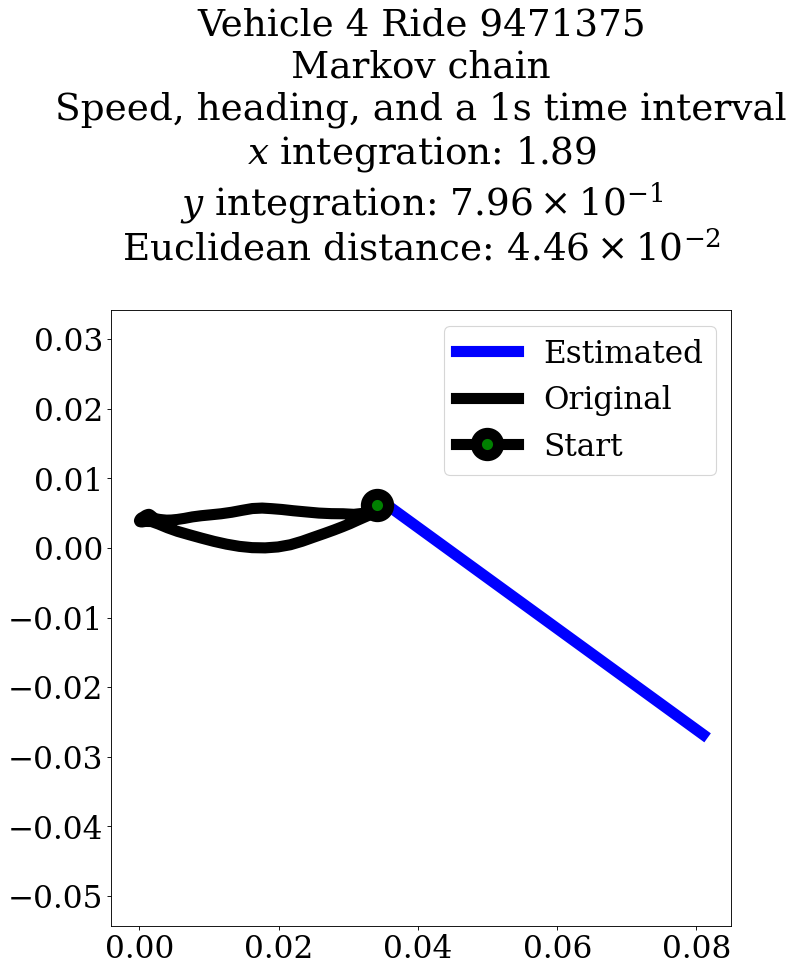 Vehicle 4 Ride 9471375
Markov chain
Speed, heading, and a 1s time interval
x integration: 1.89
y integration: 7.96 × 10⁻¹
Euclidean distance: 4.46 × 10⁻²
Estimated
Original
Start
0.03
0.02
0.01
0.00
−0.01
−0.02
−0.03
−0.04
−0.05
0.00 0.02 0.04 0.06 0.08